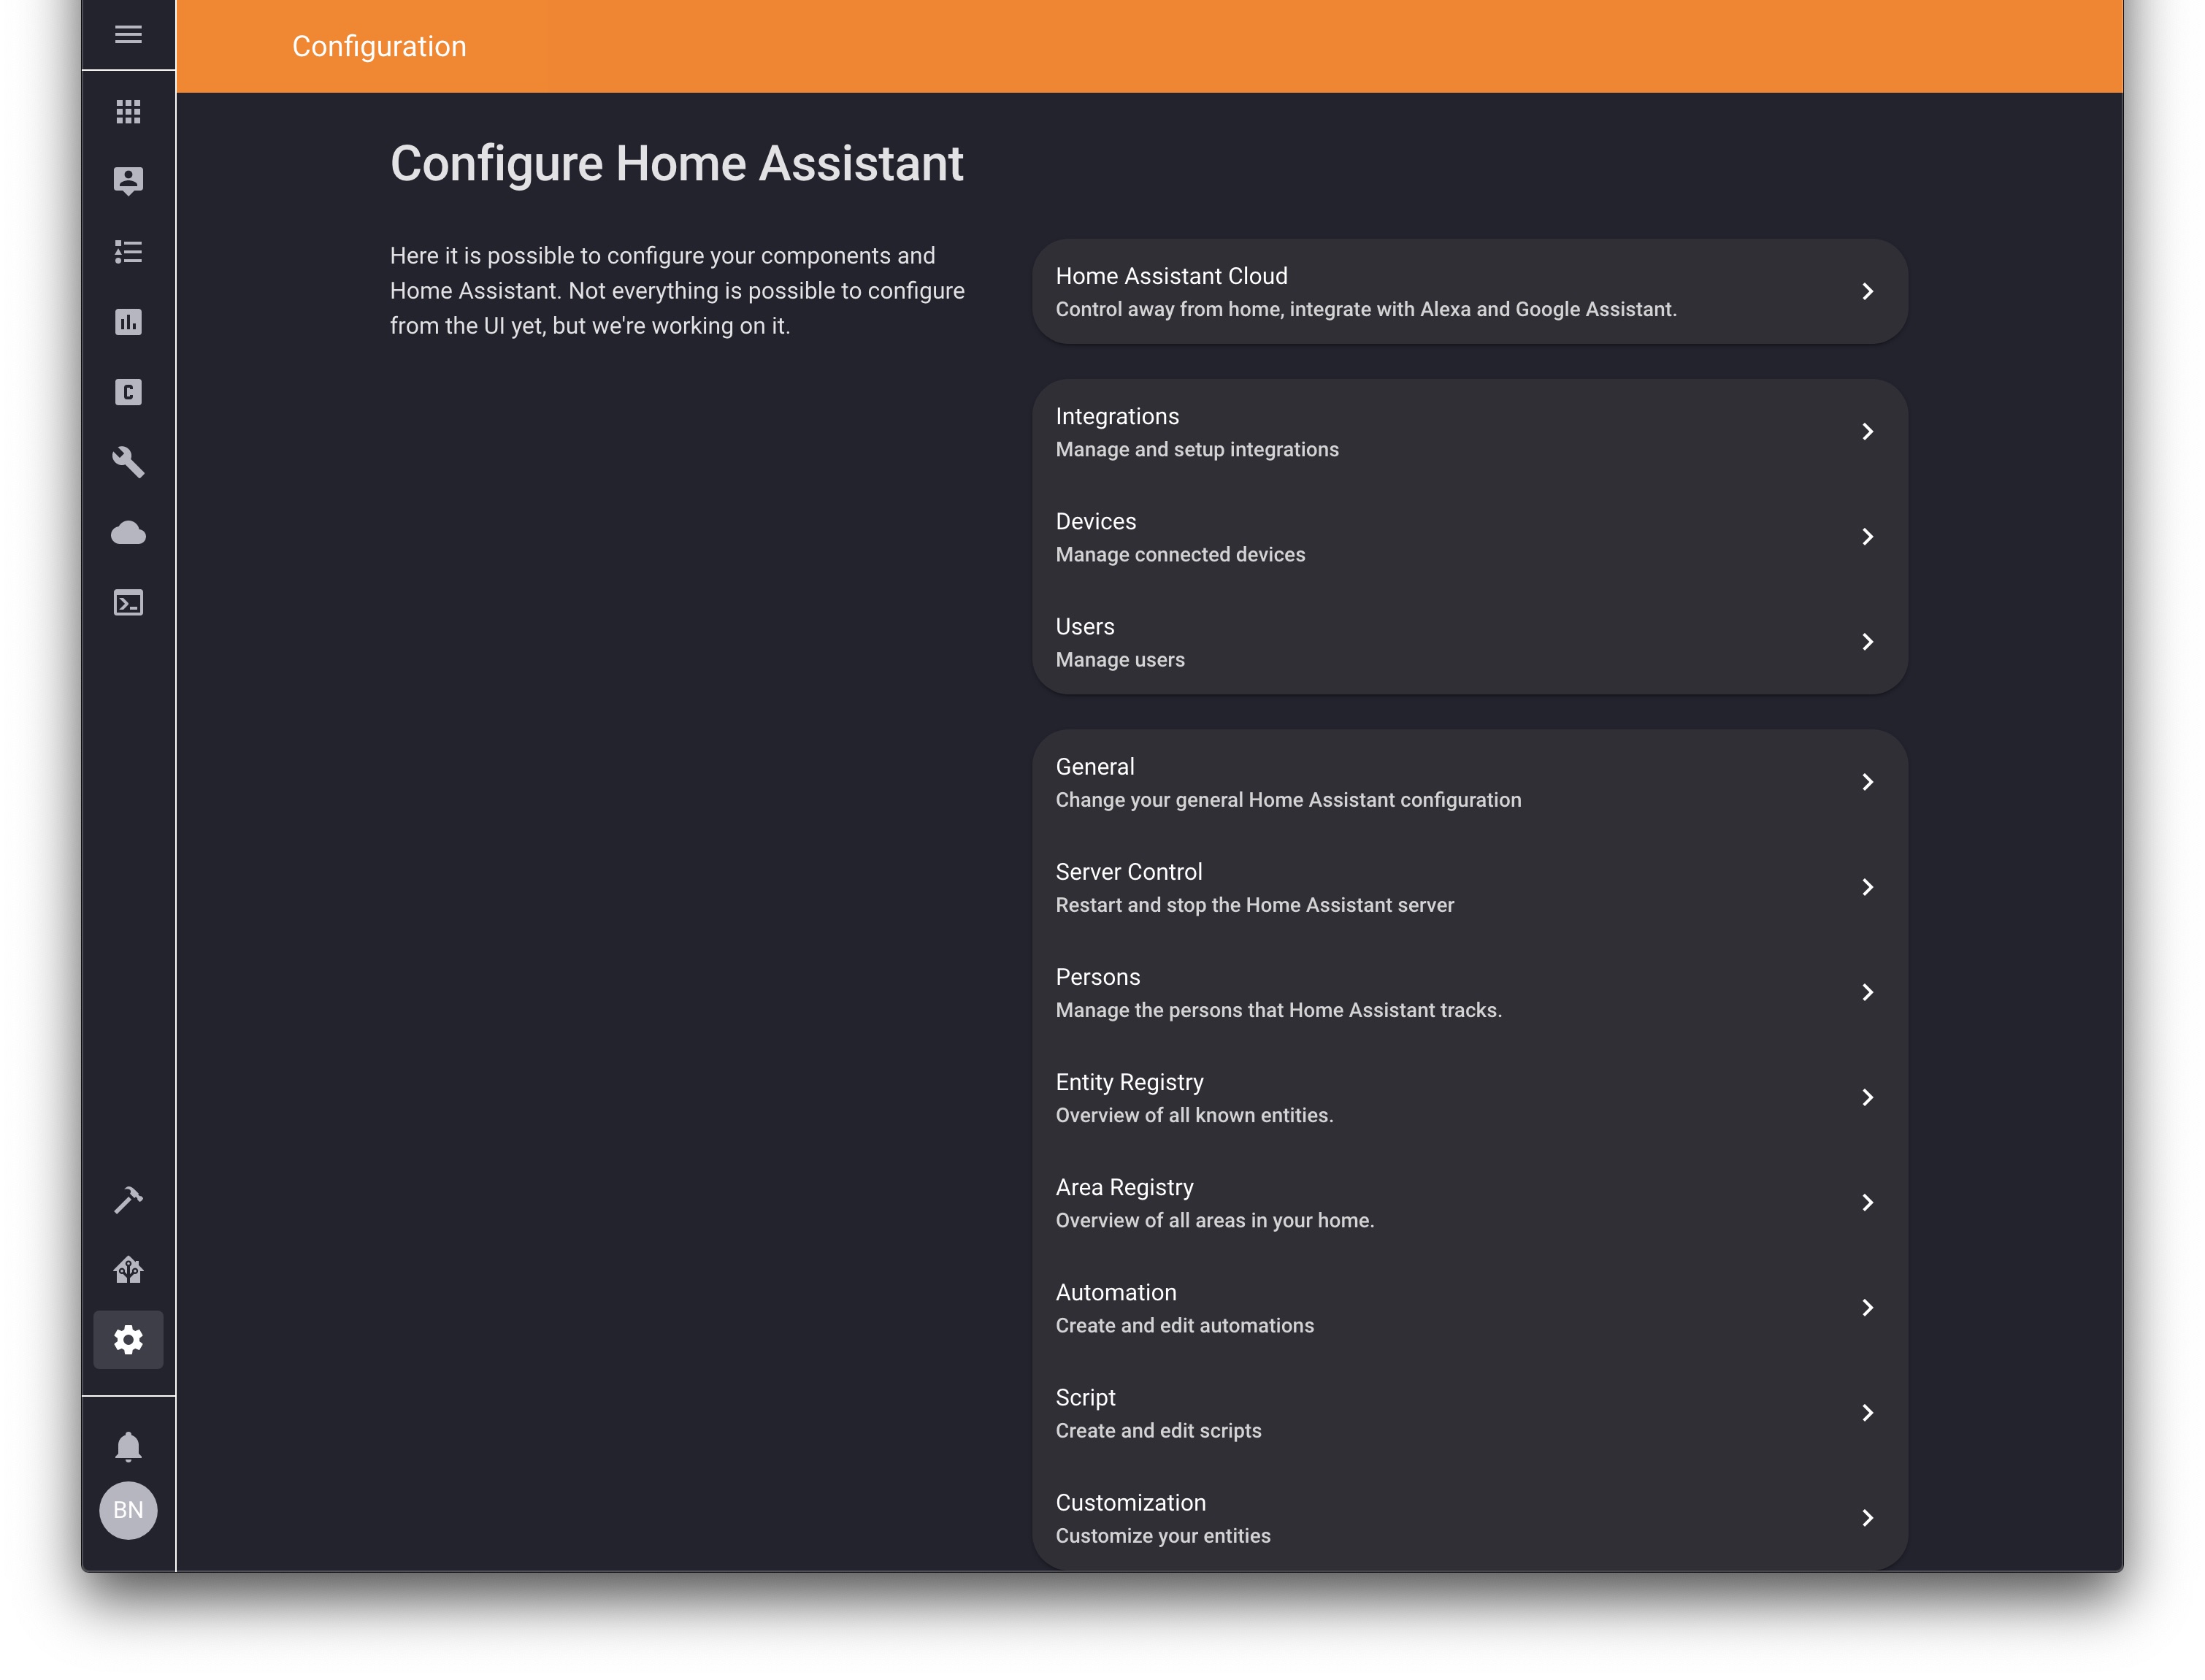 Configuration
Configure Home Assistant
Here it is possible to configure your components and
Home Assistant. Not everything is possible to configure
from the UI yet, but we're working on it.
Home Assistant Cloud
Control away from home, integrate with Alexa and Google Assistant.
Integrations
Manage and setup integrations
Devices
Manage connected devices
Users
Manage users
General
Change your general Home Assistant configuration
Server Control
Restart and stop the Home Assistant server
Persons
Manage the persons that Home Assistant tracks.
Entity Registry
Overview of all known entities.
Area Registry
Overview of all areas in your home.
Automation
Create and edit automations
Script
Create and edit scripts
Customization
Customize your entities
C
BN